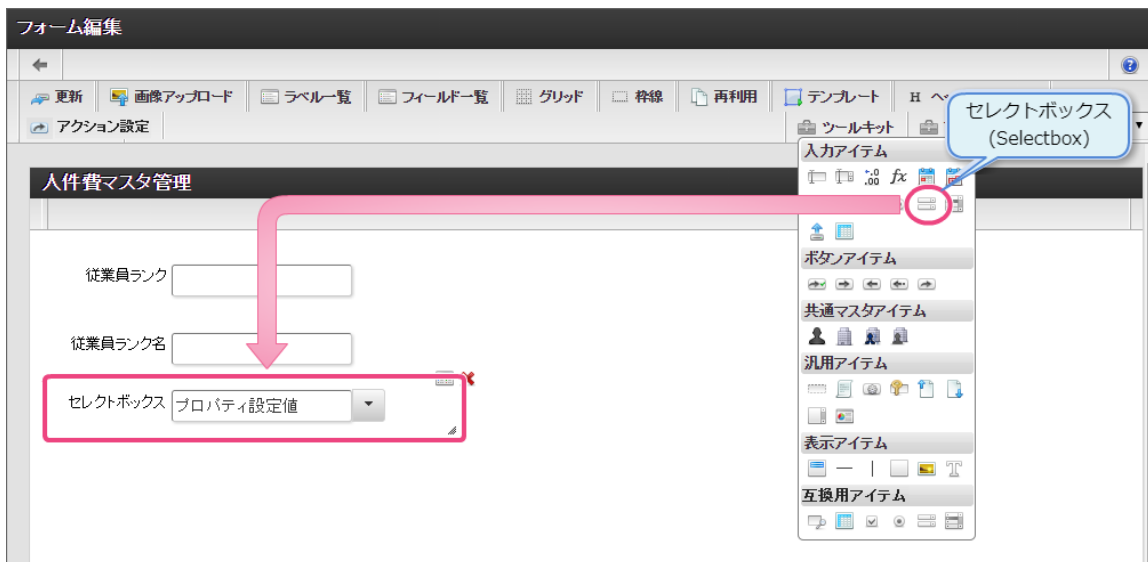 フォーム編集
更新 画像アップロード ラベル一覧 フィールド一覧 グリッド 枠線 再利用 テンプレート H ヘ
アクション設定 ツールキット
セレクトボックス
(Selectbox)
入力アイテム
人件費マスタ管理
ボタンアイテム
従業員ランク
共通マスタアイテム
従業員ランク名
汎用アイテム
セレクトボックス プロパティ設定値
表示アイテム
互換用アイテム